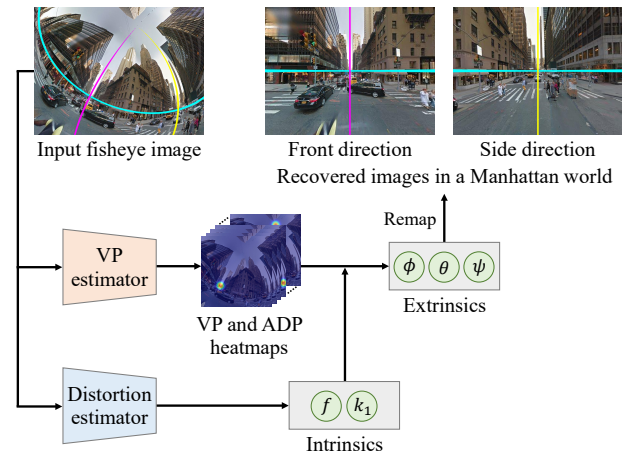 Input fisheye image
Front direction
Side direction
Recovered images in a Manhattan world
Remap
VP
estimator
VP and ADP
heatmaps
ϕ θ ψ
Extrinsics
Distortion
estimator
f k₁
Intrinsics